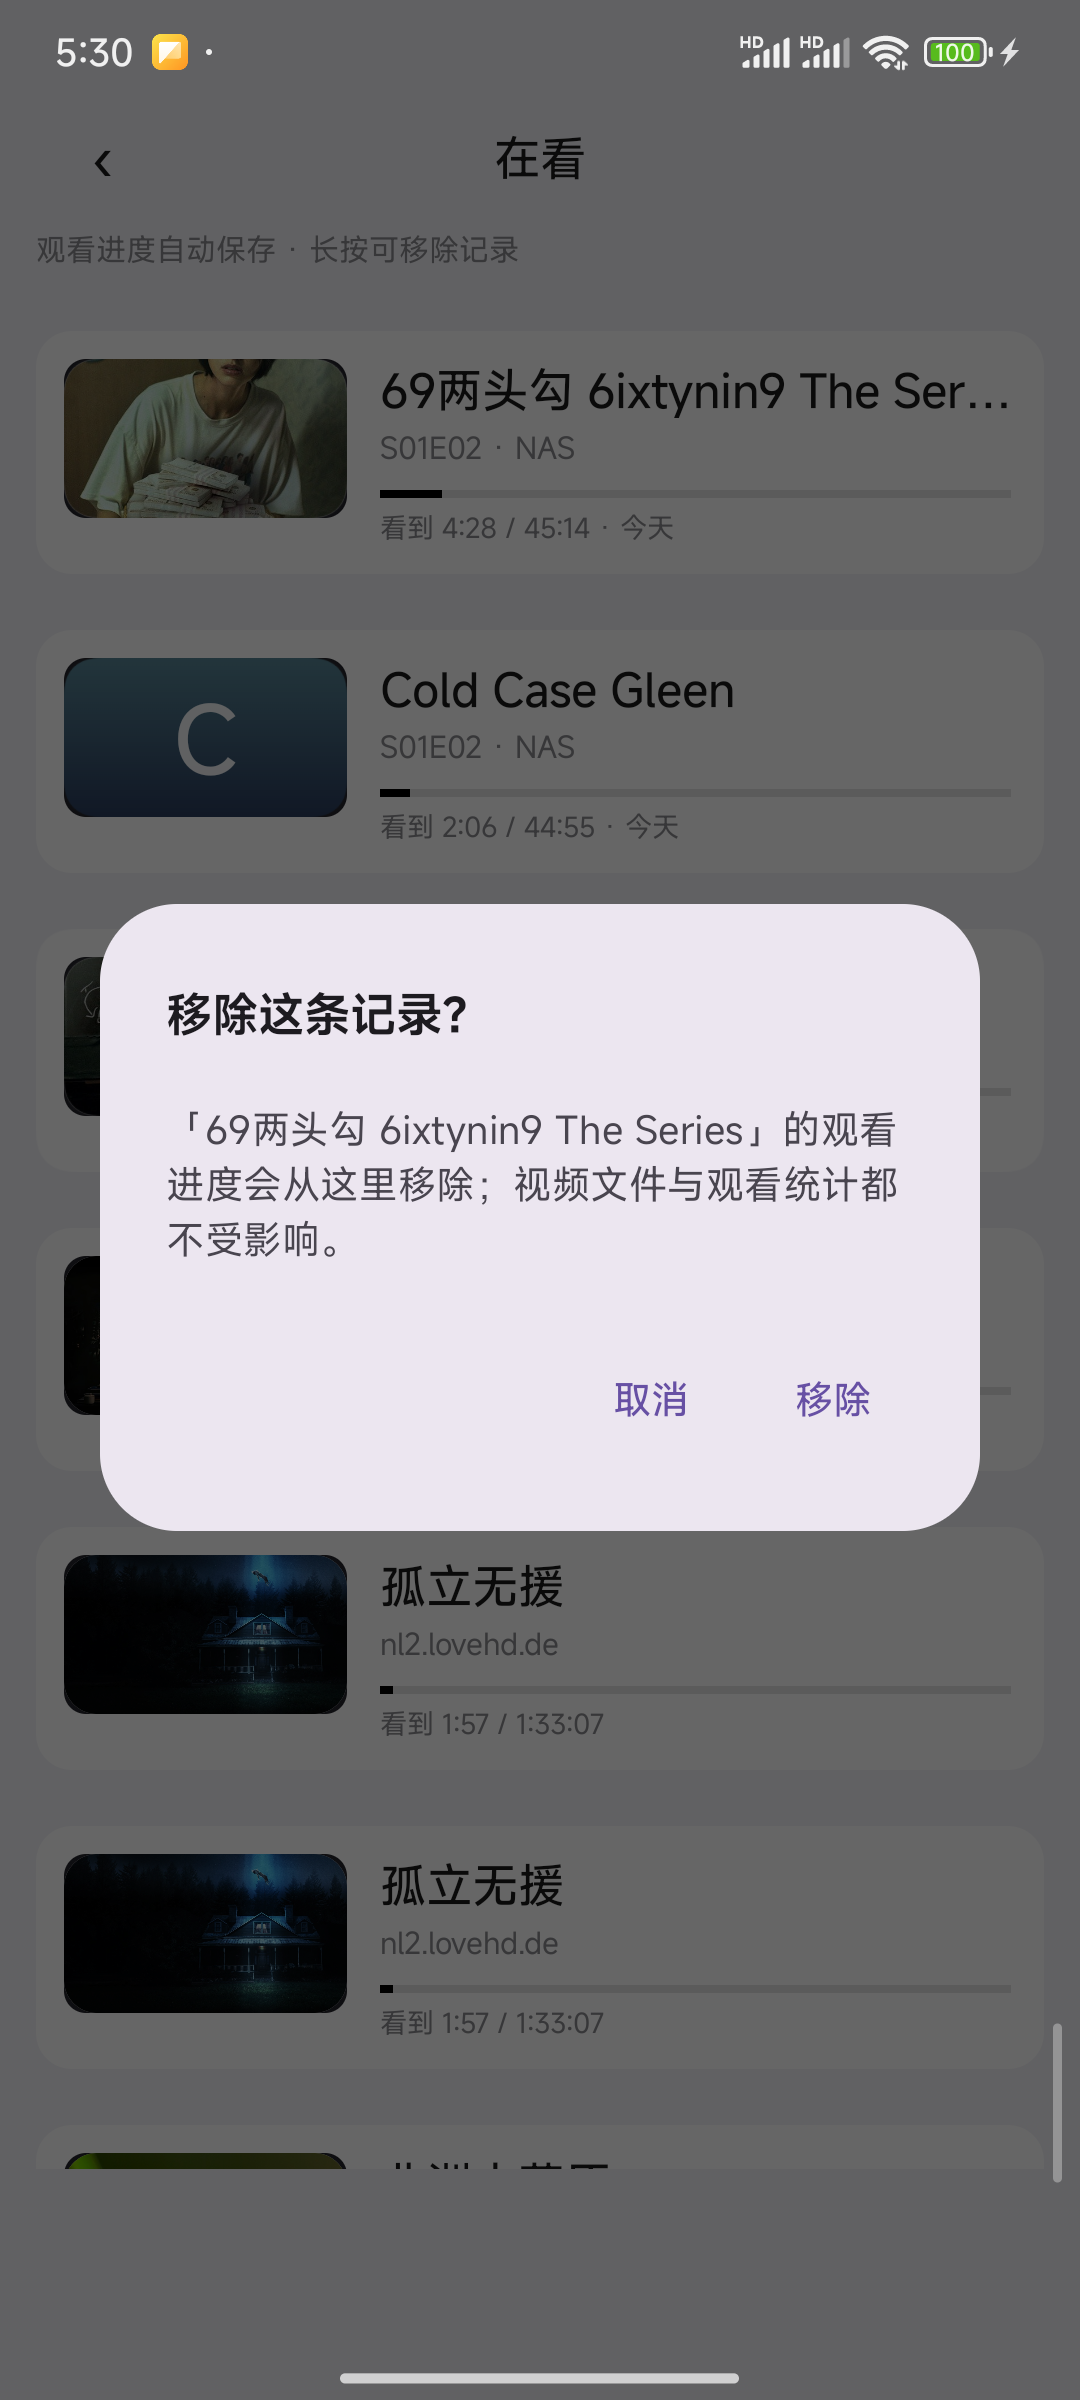 5:30
HD HD 100
在看
观看进度自动保存 · 长按可移除记录
69两头勾 6ixtynin9 The Ser...
S01E02 · NAS
看到 4:28 / 45:14 · 今天
C
Cold Case Gleen
S01E02 · NAS
看到 2:06 / 44:55 · 今天
移除这条记录?
「69两头勾 6ixtynin9 The Series」的观看
进度会从这里移除；视频文件与观看统计都
不受影响。
取消 移除
孤立无援
nl2.lovehd.de
看到 1:57 / 1:33:07
孤立无援
nl2.lovehd.de
看到 1:57 / 1:33:07